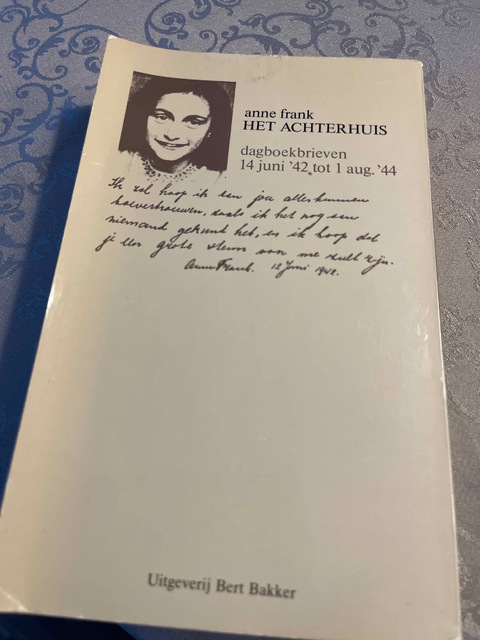 anne frank
HET ACHTERHUIS
dagboekbrieven
14 juni '42 tot 1 aug. '44
Ik zal hoop ik aan jou alles kunnen
toevertrouwen, zoals ik het nog aan
niemand gekund heb, en ik hoop dat
je een grote steun van me zult zijn.
Anne Frank. 12 Juni 1942.
Uitgeverij Bert Bakker